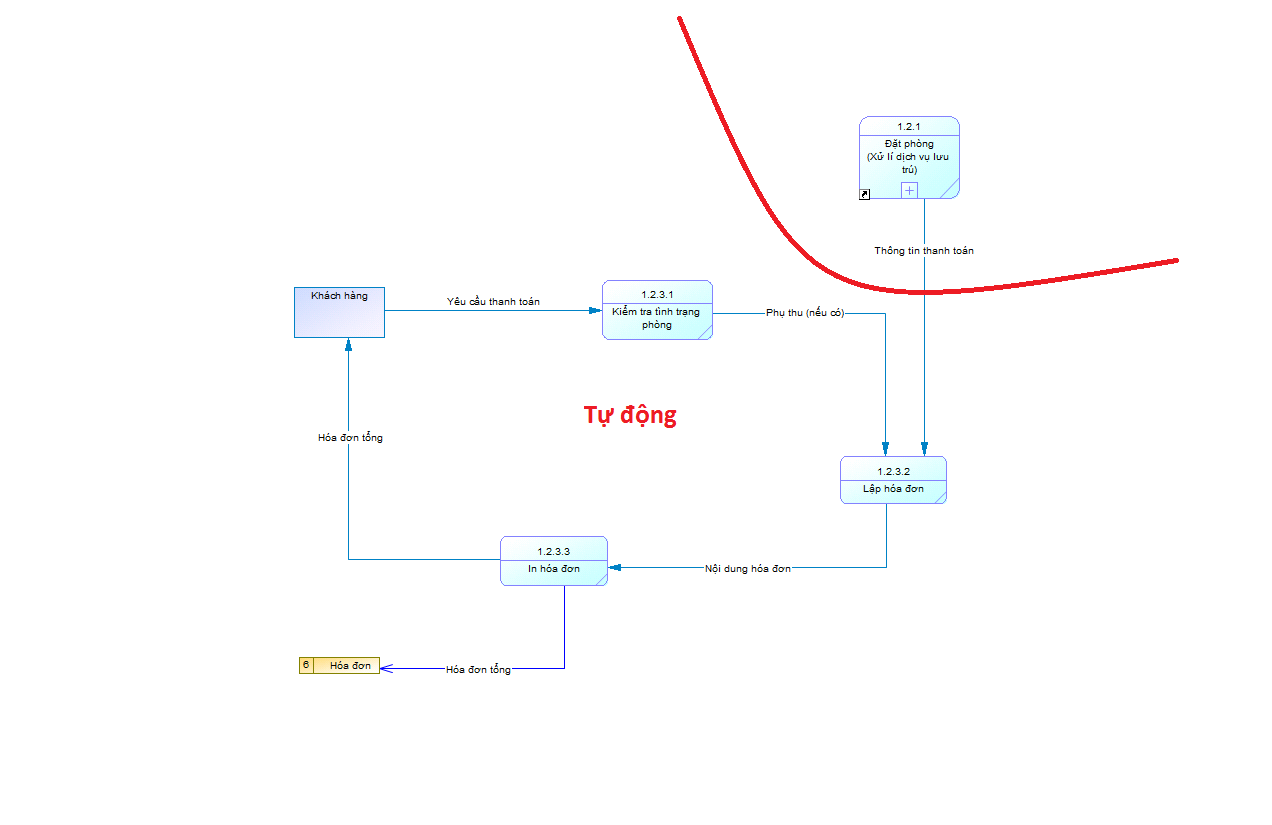 1.2.1
Đặt phòng
(Xử lí dịch vụ lưu
trú)
Thông tin thanh toán
Khách hàng
Yêu cầu thanh toán
1.2.3.1
Kiểm tra tình trạng
phòng
Phụ thu (nếu có)
Tự động
Hóa đơn tổng
1.2.3.2
Lập hóa đơn
1.2.3.3
In hóa đơn
Nội dung hóa đơn
6 Hóa đơn
Hóa đơn tổng